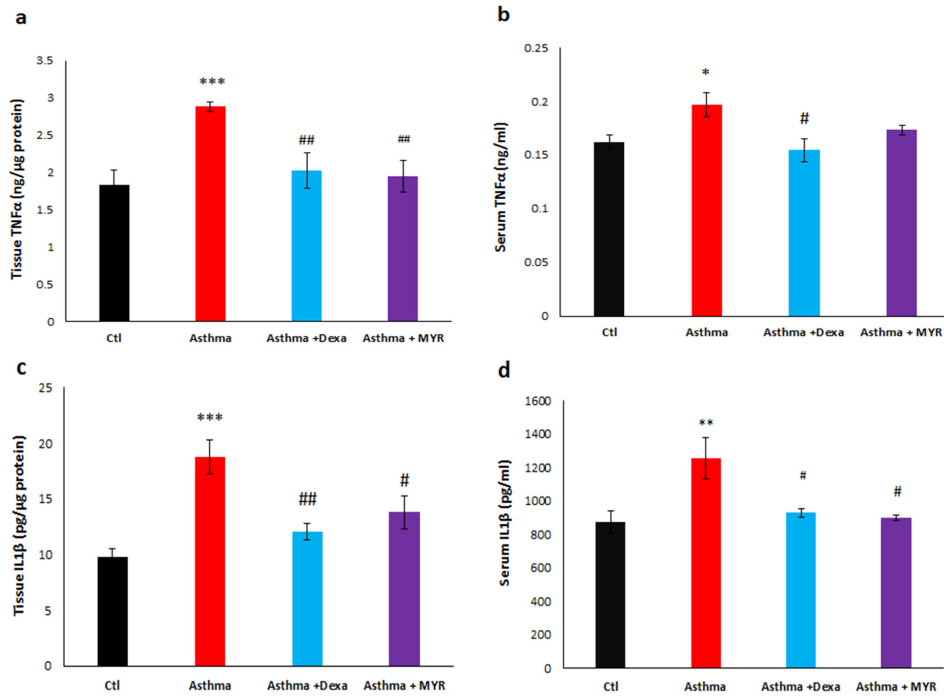 a
Tissue TNFα (ng/µg protein)
3.5
3
2.5
2
1.5
1
0.5
0
***
##
##
Ctl
Asthma
Asthma +Dexa
Asthma + MYR
b
Serum TNFα (ng/ml)
0.25
0.2
0.15
0.1
0.05
0
*
#
Ctl
Asthma
Asthma +Dexa
Asthma + MYR
c
Tissue IL1β (pg/µg protein)
25
20
15
10
5
0
***
##
#
Ctl
Asthma
Asthma +Dexa
Asthma + MYR
d
Serum IL1β (pg/ml)
1600
1400
1200
1000
800
600
400
200
0
**
#
#
Ctl
Asthma
Asthma +Dexa
Asthma + MYR